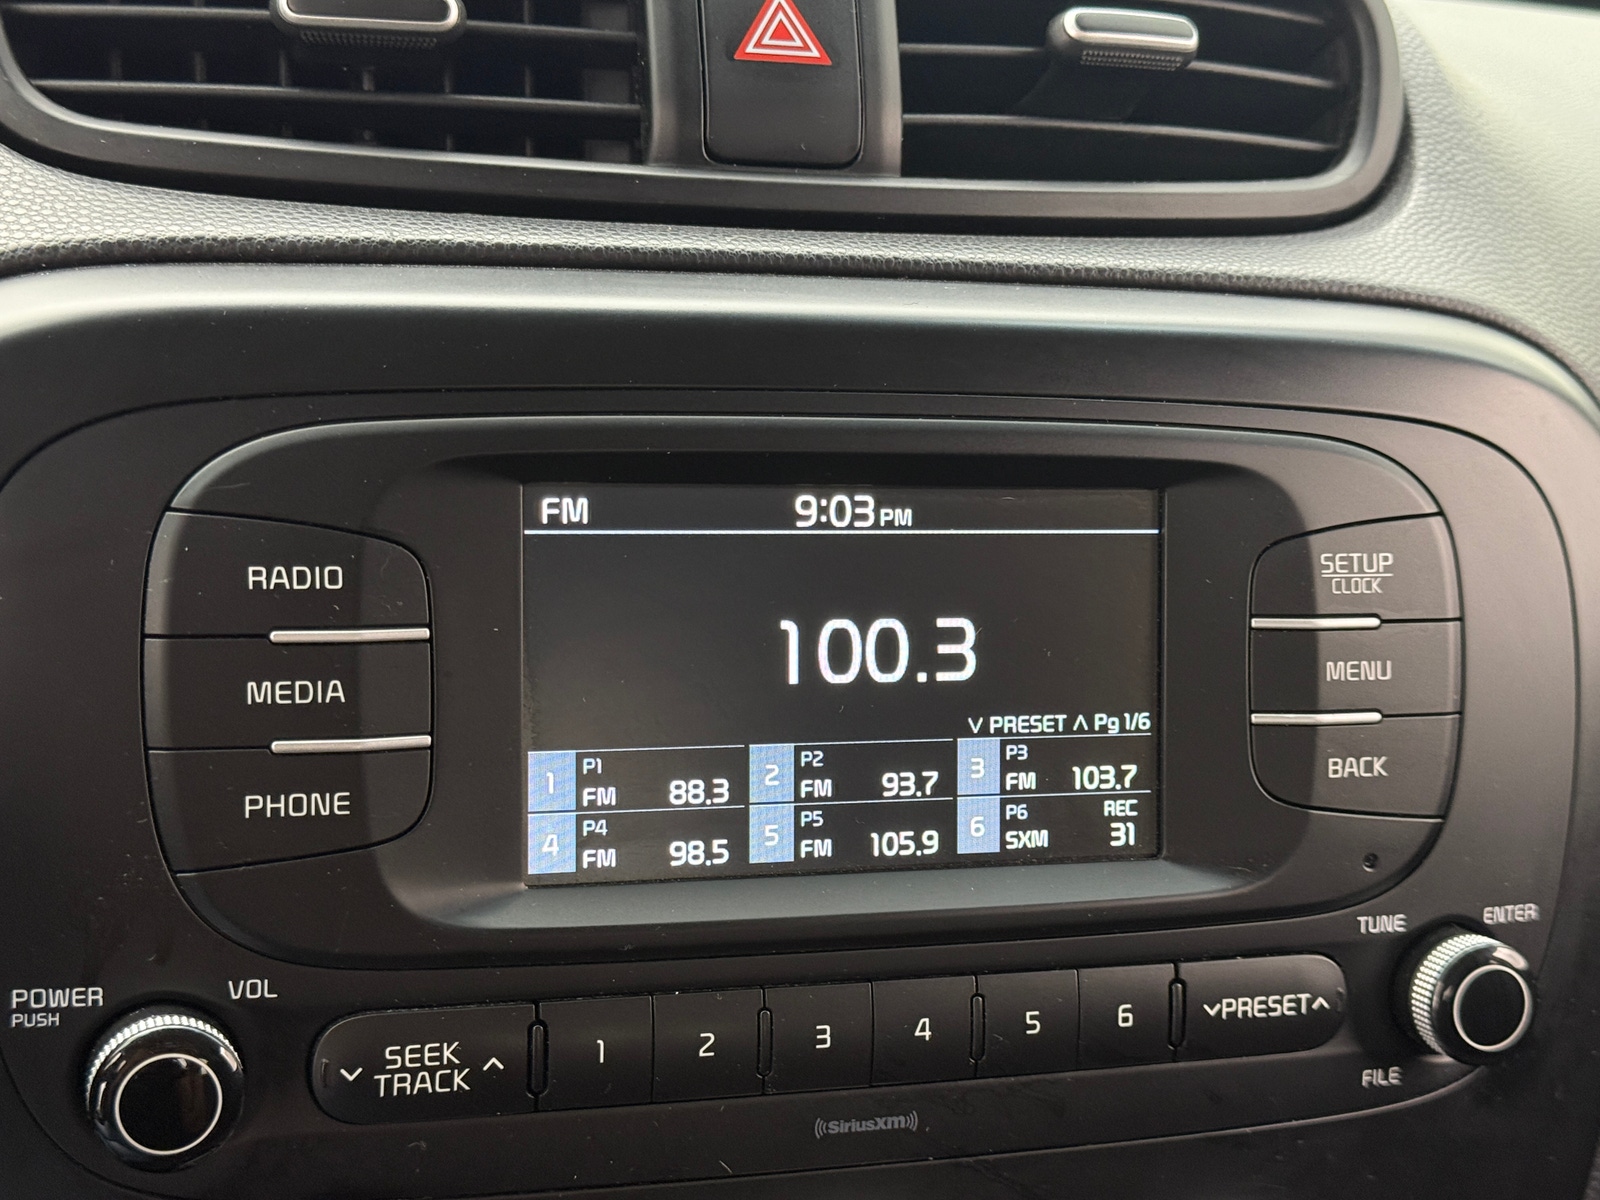 FM 9:03 PM
100.3
∨ PRESET ∧ Pg 1/6
1 P1 FM 88.3
2 P2 FM 93.7
3 P3 FM 103.7
4 P4 FM 98.5
5 P5 FM 105.9
6 P6 SXM REC 31
RADIO
MEDIA
PHONE
SETUP
CLOCK
MENU
BACK
POWER
PUSH
VOL
∨ SEEK ∧
TRACK
1 2 3 4 5 6
∨PRESET∧
TUNE
ENTER
FILE
((SiriusXM))